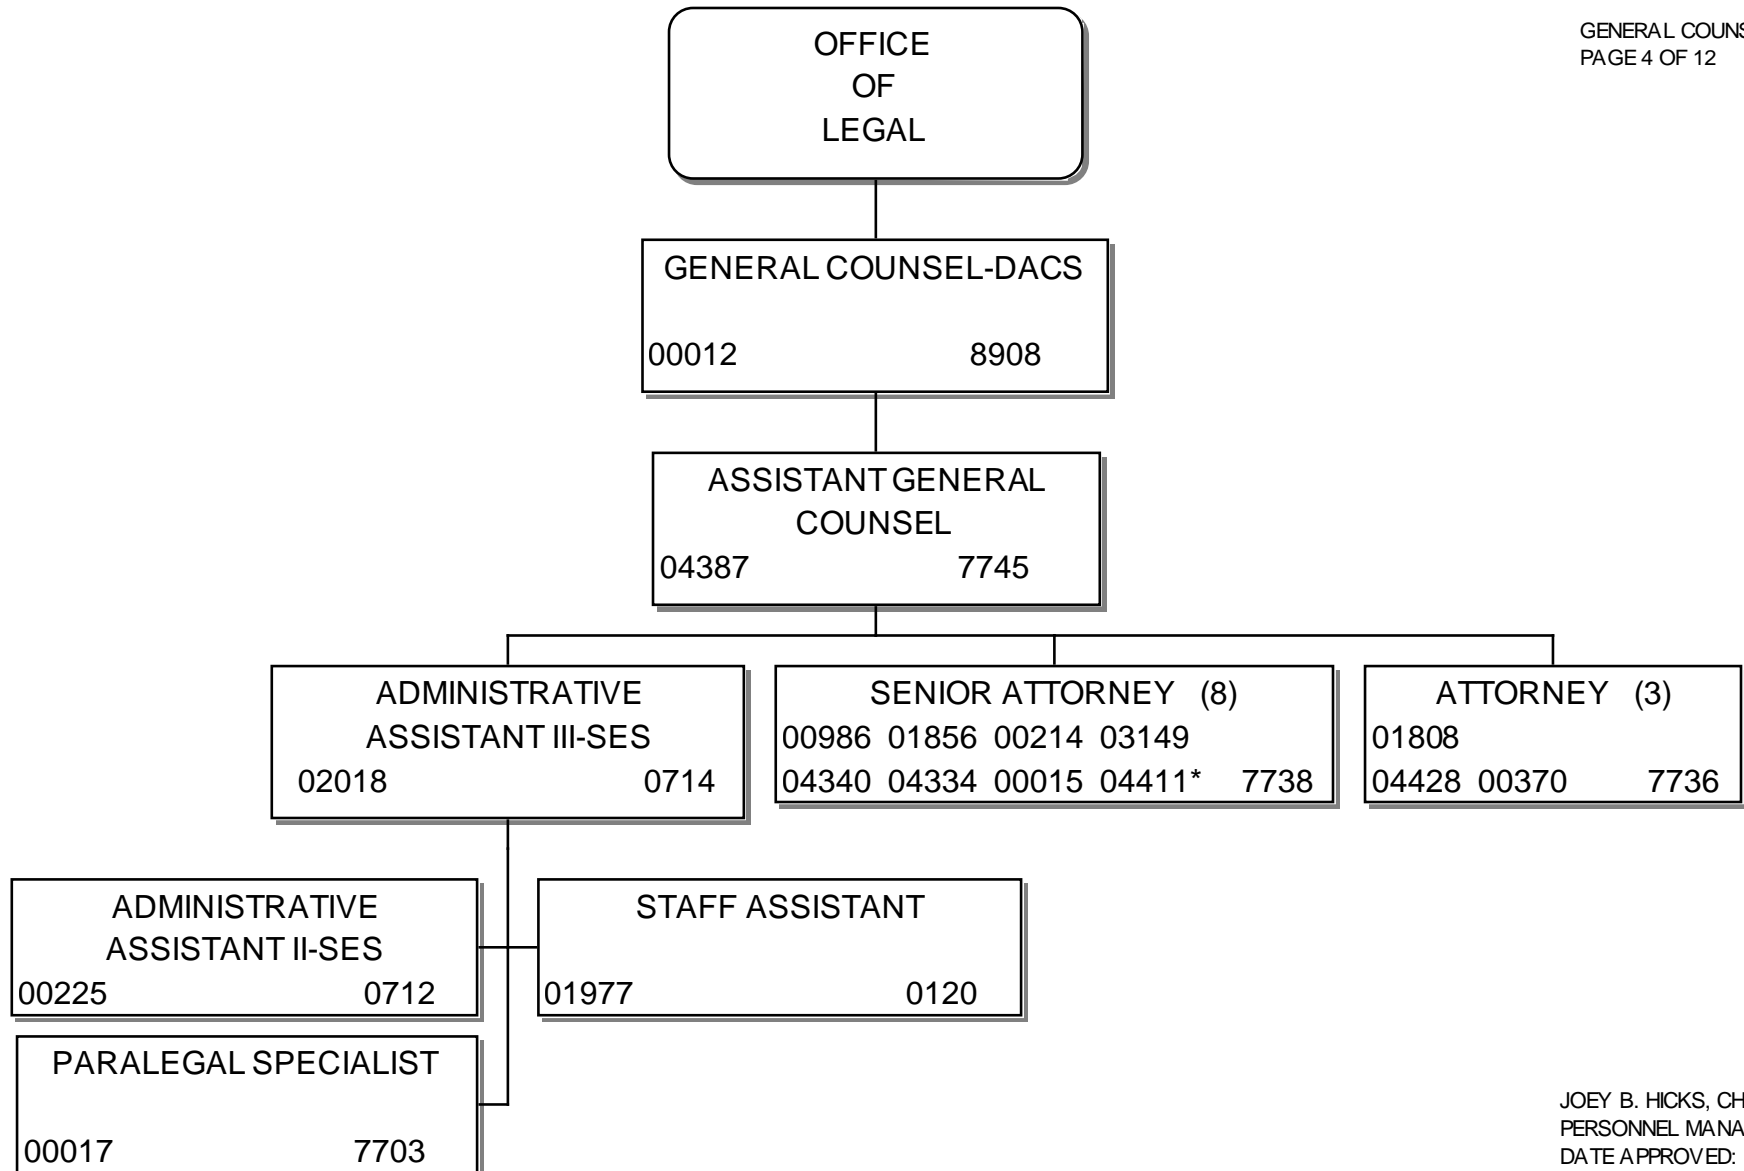 OFFICE
OF
LEGAL
GENERAL COUNS
PAGE 4 OF 12
GENERAL COUNSEL-DACS
00012 8908
ASSISTANT GENERAL
COUNSEL
04387 7745
ADMINISTRATIVE
ASSISTANT III-SES
02018 0714
SENIOR ATTORNEY (8)
00986 01856 00214 03149
04340 04334 00015 04411* 7738
ATTORNEY (3)
01808
04428 00370 7736
ADMINISTRATIVE
ASSISTANT II-SES
00225 0712
STAFF ASSISTANT
01977 0120
PARALEGAL SPECIALIST
00017 7703
JOEY B. HICKS, CH
PERSONNEL MANA
DATE APPROVED: